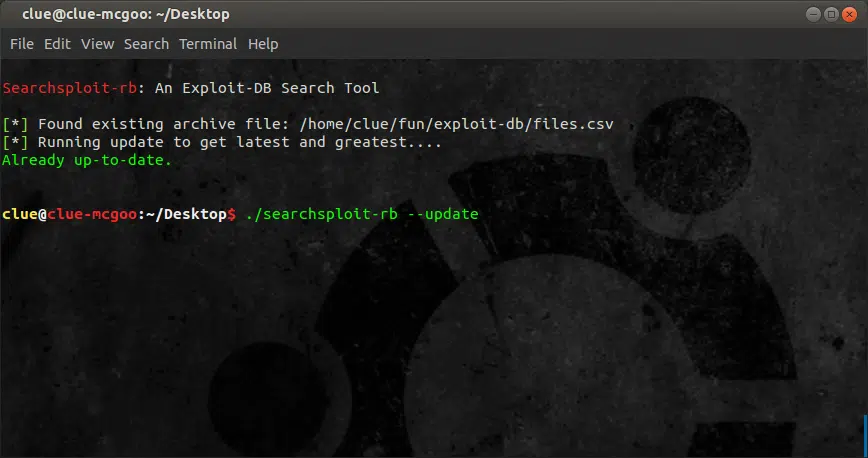 clue@clue-mcgoo: ~/Desktop
File Edit View Search Terminal Help
Searchsploit-rb: An Exploit-DB Search Tool
[*] Found existing archive file: /home/clue/fun/exploit-db/files.csv
[*] Running update to get latest and greatest....
Already up-to-date.
clue@clue-mcgoo:~/Desktop$ ./searchsploit-rb --update